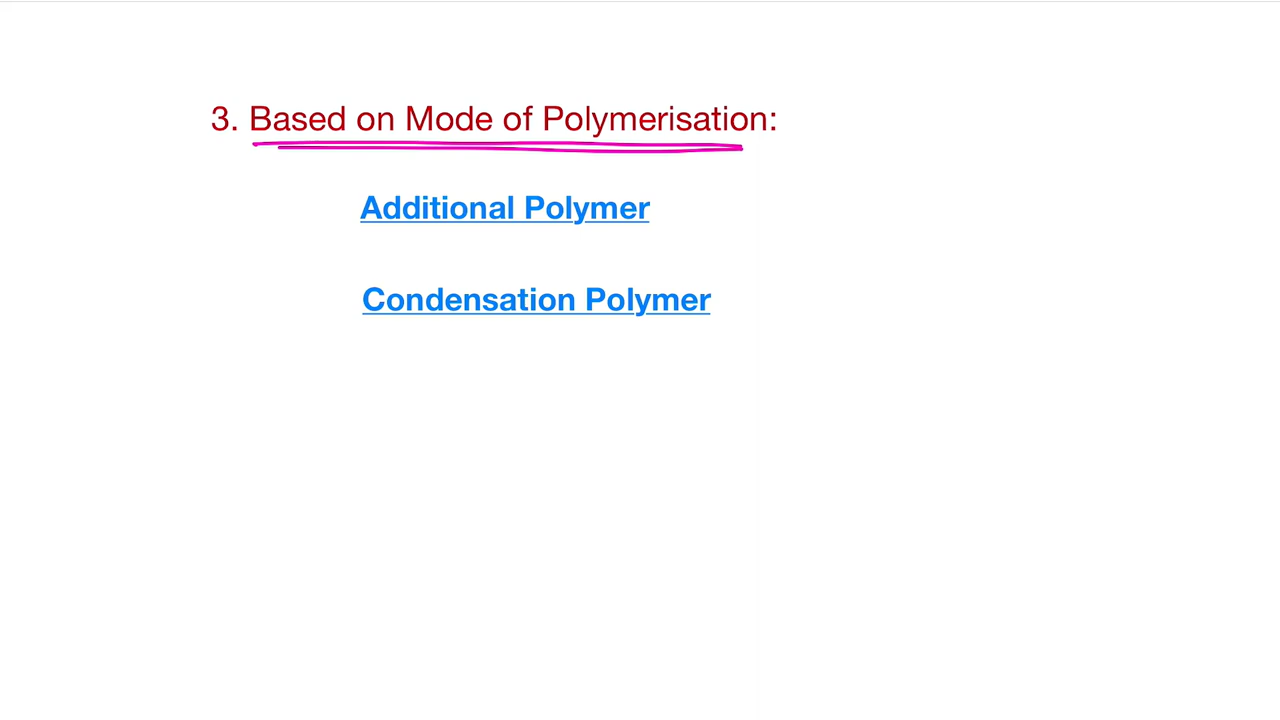 3. Based on Mode of Polymerisation:
Additional Polymer
Condensation Polymer